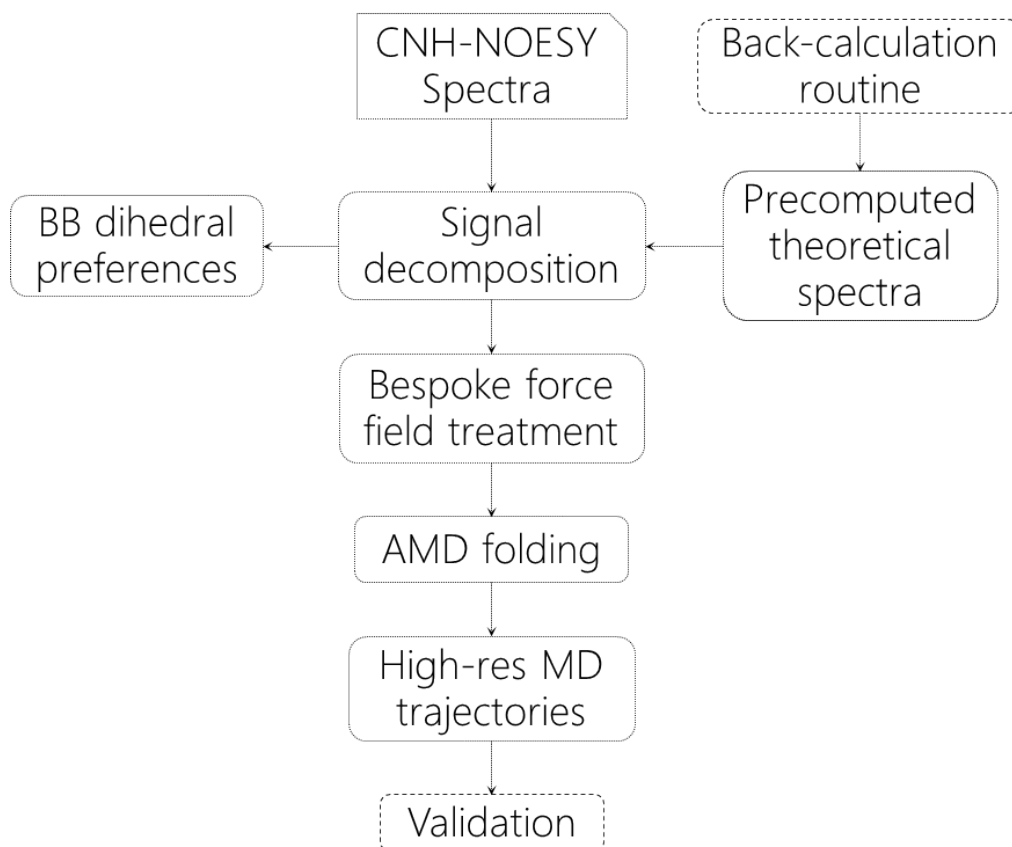 CNH-NOESY
Spectra
Back-calculation
routine
BB dihedral
preferences
Signal
decomposition
Precomputed
theoretical
spectra
Bespoke force
field treatment
AMD folding
High-res MD
trajectories
Validation